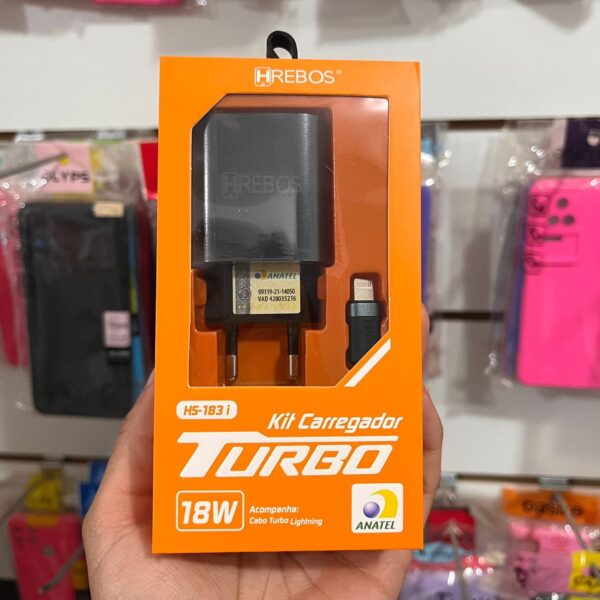 HREBOS®
HREBOS
ANATEL
09119-21-14050
VAD 428035216
HS-183 i
Kit Carregador
TURBO
18W
Acompanha:
Cabo Turbo Lightning
ANATEL